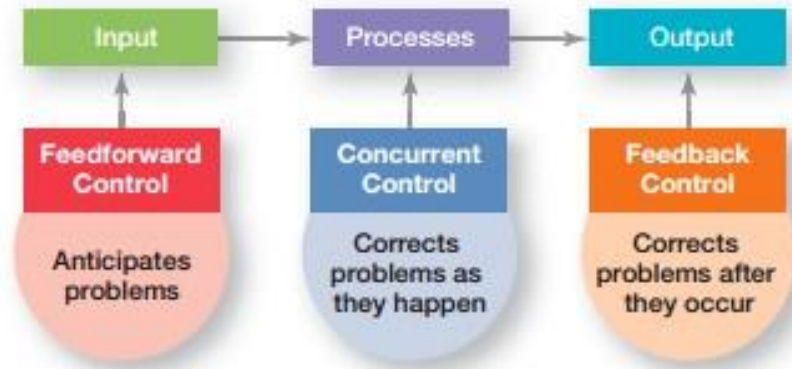 Input
Processes
Output
Feedforward
Control
Concurrent
Control
Feedback
Control
Anticipates
problems
Corrects
problems as
they happen
Corrects
problems after
they occur